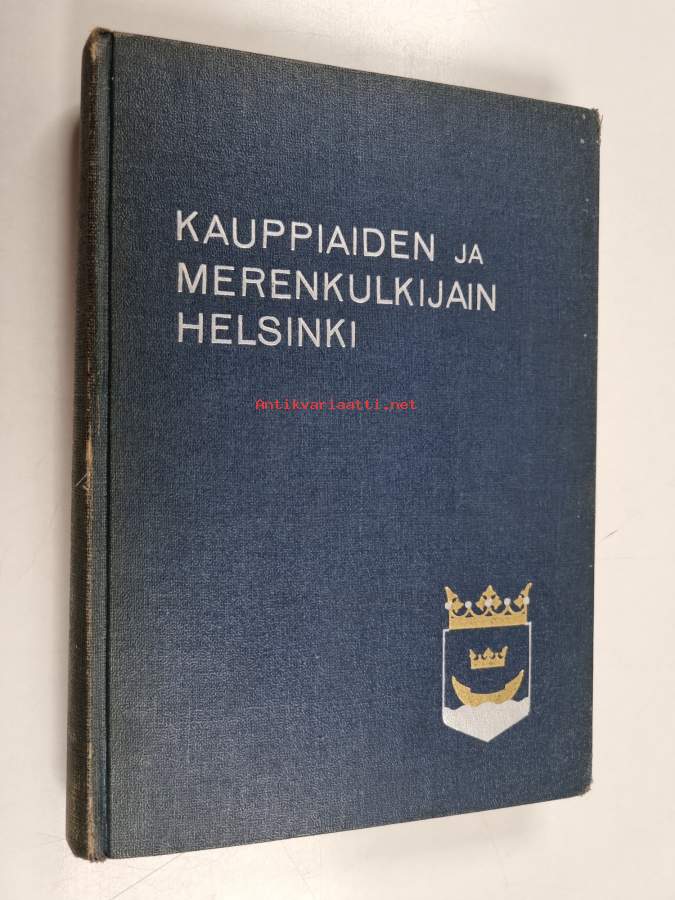 KAUPPIAIDEN JA
MERENKULKIJAIN
HELSINKI
Antikvariaatti.net